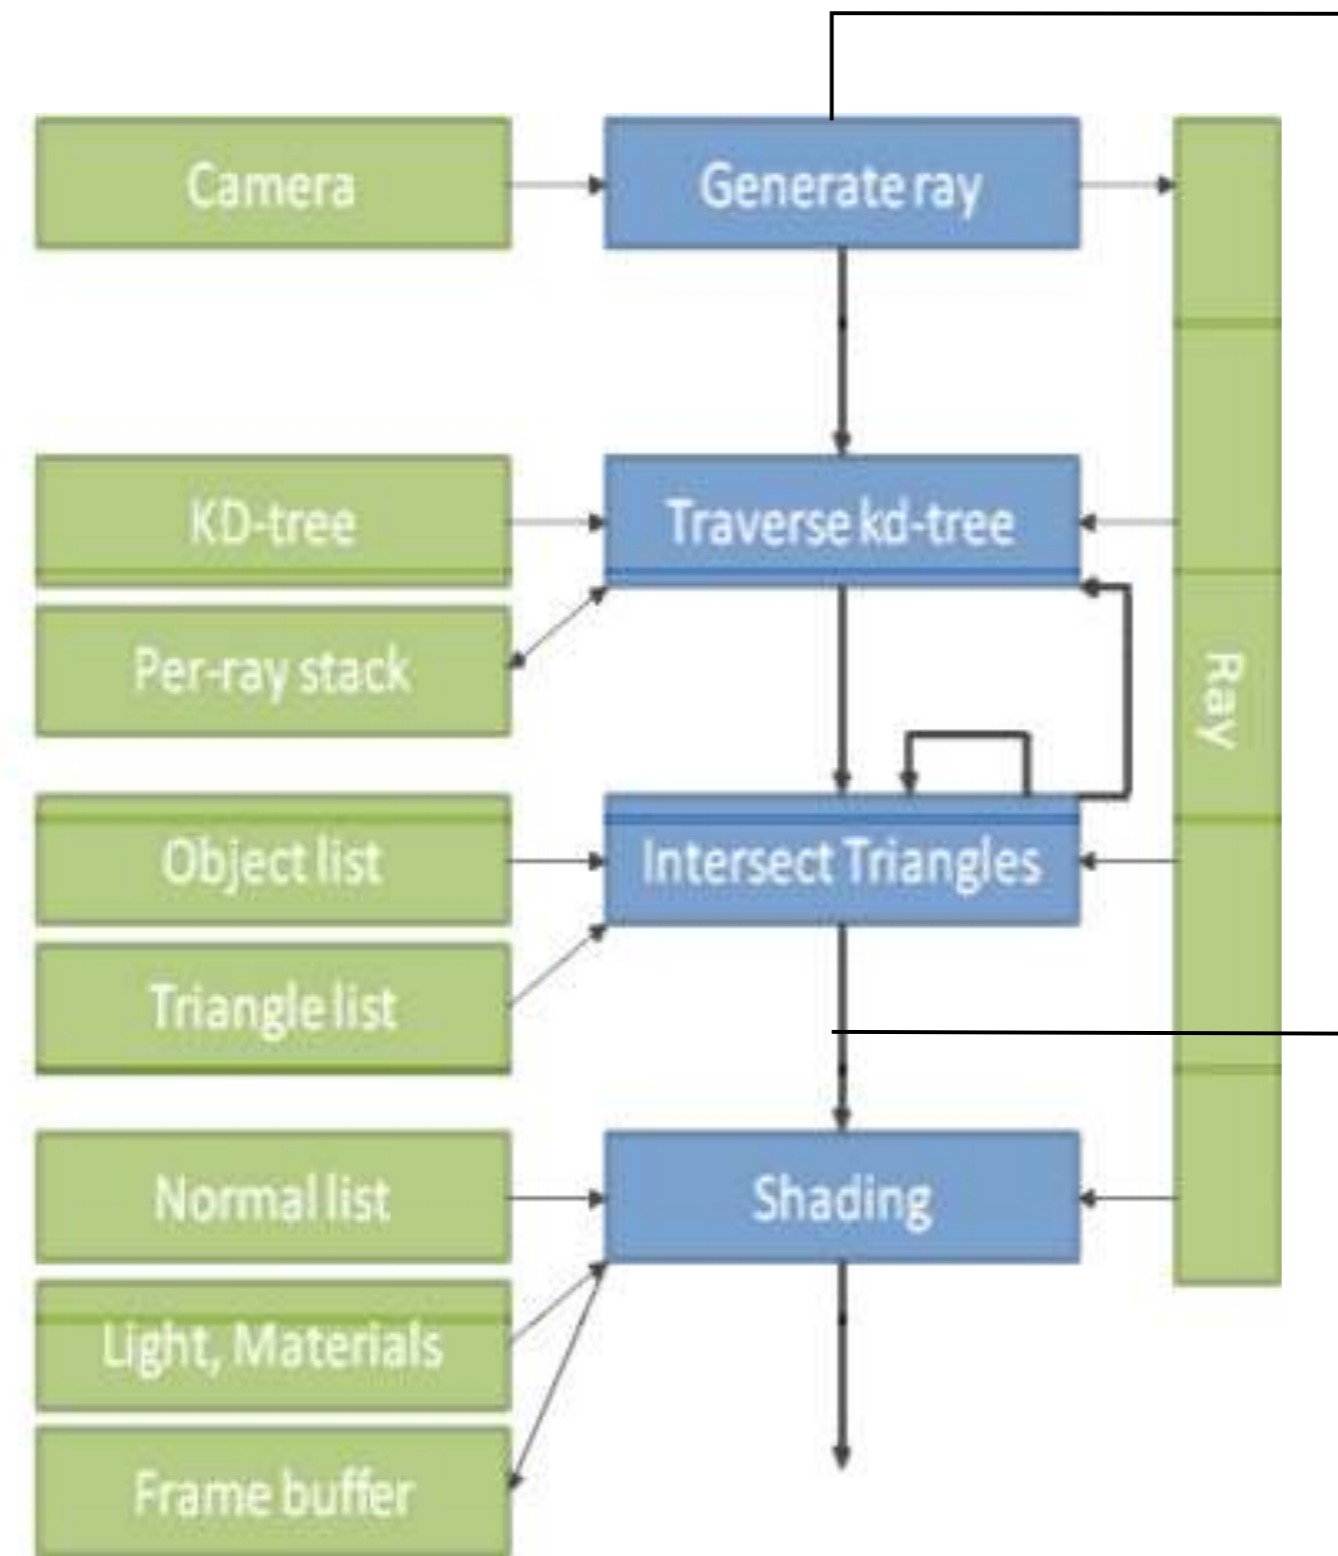 Camera
Generate ray
KD-tree
Traverse kd-tree
Per-ray stack
Ray
Object list
Intersect Triangles
Triangle list
Normal list
Shading
Light, Materials
Frame buffer